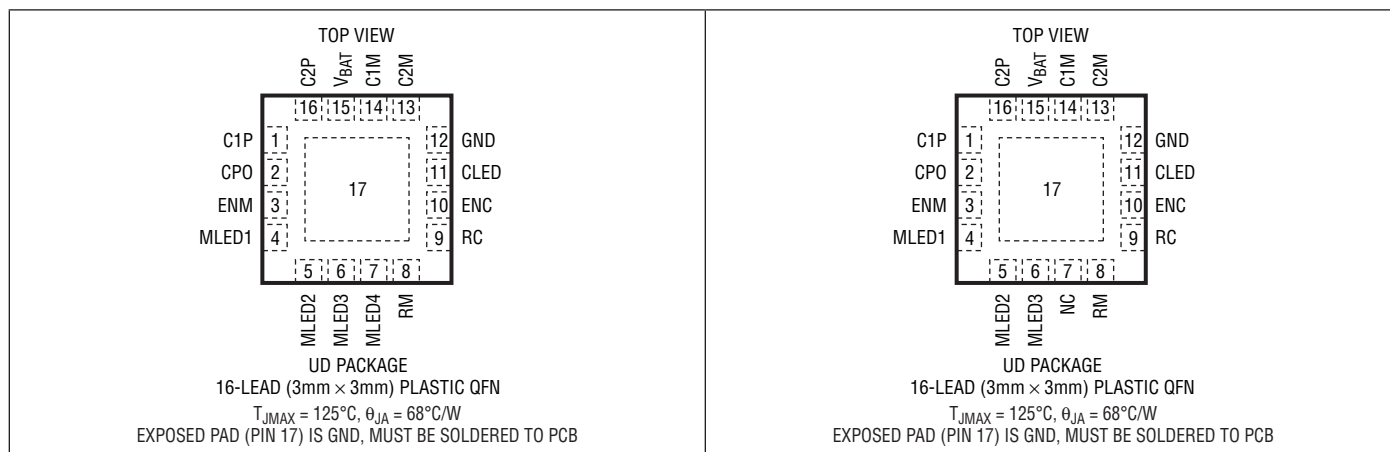 TOP VIEW
C2P
VBAT
C1M
C2M
16 15 14 13
C1P 1
CPO 2
ENM 3
MLED1 4
17
12 GND
11 CLED
10 ENC
9 RC
5 6 7 8
MLED2
MLED3
MLED4
RM
UD PACKAGE
16-LEAD (3mm × 3mm) PLASTIC QFN
TJMAX = 125°C, θJA = 68°C/W
EXPOSED PAD (PIN 17) IS GND, MUST BE SOLDERED TO PCB
TOP VIEW
C2P
VBAT
C1M
C2M
16 15 14 13
C1P 1
CPO 2
ENM 3
MLED1 4
17
12 GND
11 CLED
10 ENC
9 RC
5 6 7 8
MLED2
MLED3
NC
RM
UD PACKAGE
16-LEAD (3mm × 3mm) PLASTIC QFN
TJMAX = 125°C, θJA = 68°C/W
EXPOSED PAD (PIN 17) IS GND, MUST BE SOLDERED TO PCB